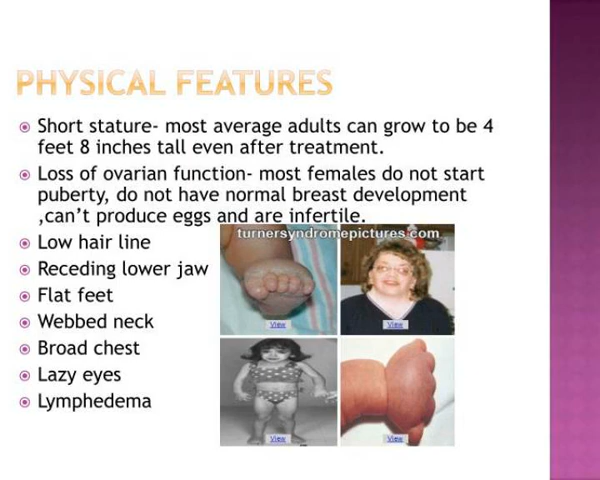 PHYSICAL FEATURES
Short stature- most average adults can grow to be 4
feet 8 inches tall even after treatment.
Loss of ovarian function- most females do not start
puberty, do not have normal breast development
,can't produce eggs and are infertile.
turnersyndromepictures.com
Low hair line
Receding lower jaw
Flat feet
Webbed neck
Broad chest
Lazy eyes
Lymphedema
View
View
View
View